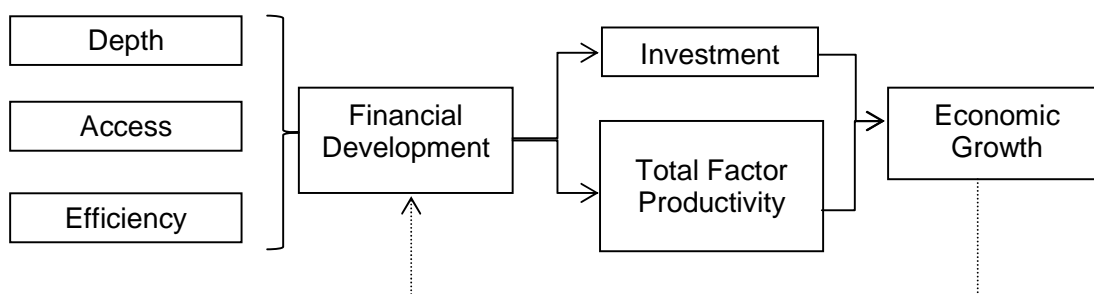 Depth
Access
Efficiency
Financial
Development
Investment
Total Factor
Productivity
Economic
Growth